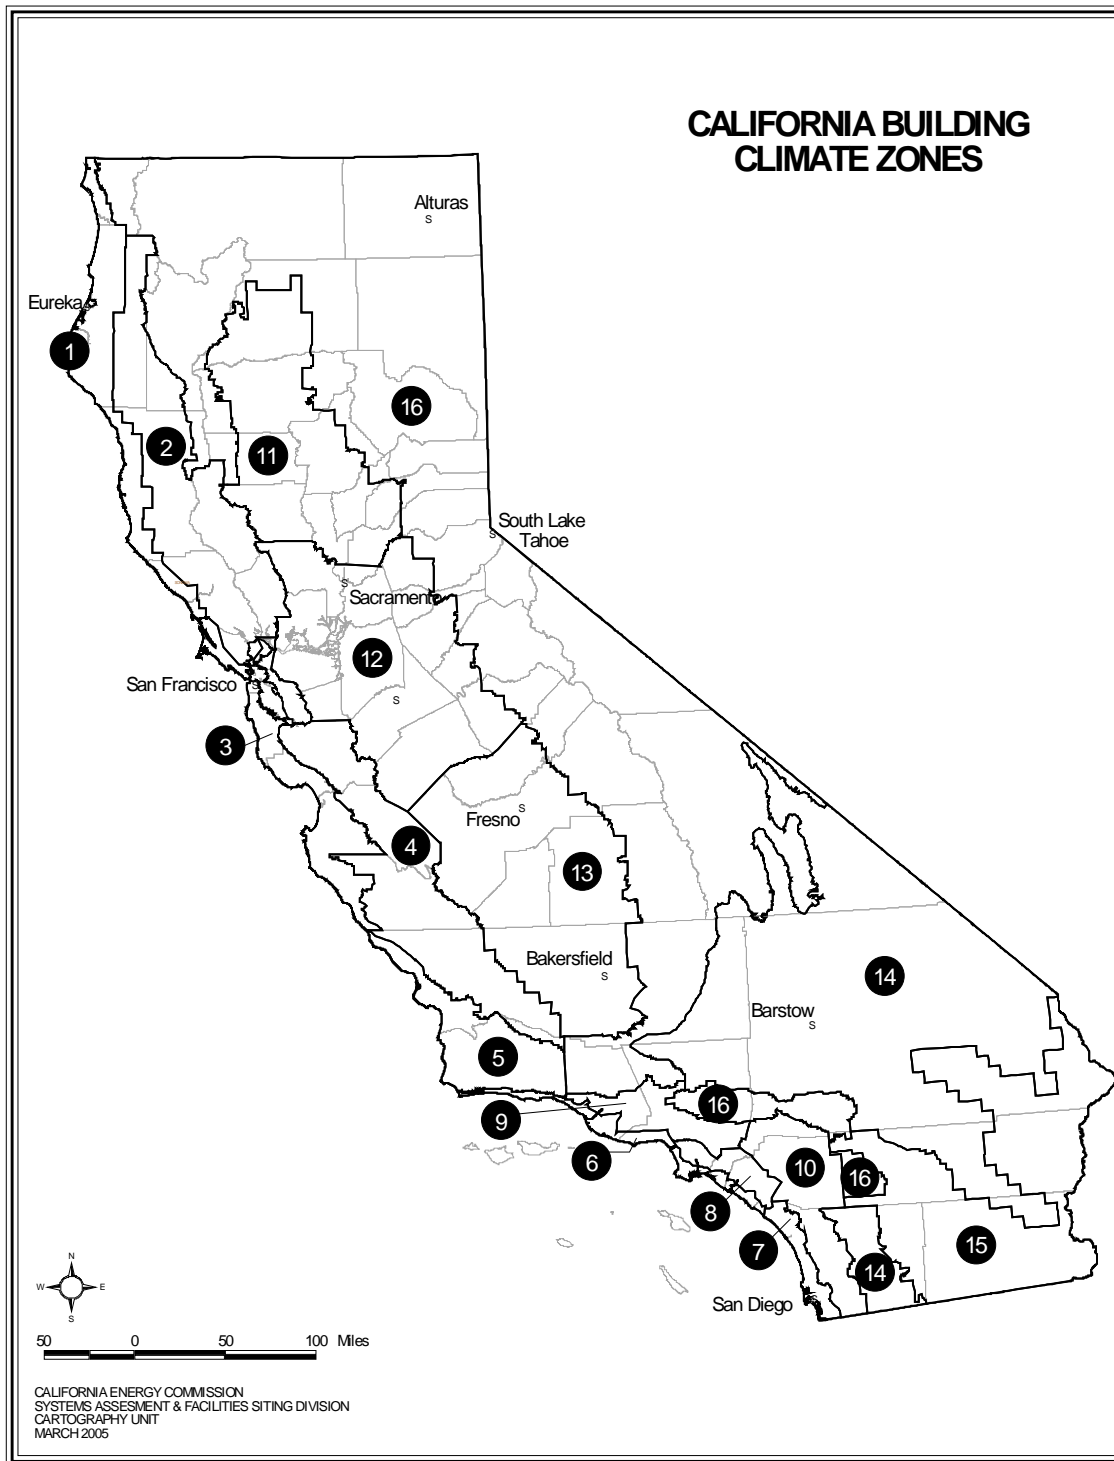 CALIFORNIA BUILDING
CLIMATE ZONES
Alturas
S
Eureka
1
16
2
11
South Lake
Tahoe
S
S
Sacramento
12
San Francisco
S
S
3
Fresno
S
4
13
Bakersfield
S
14
Barstow
S
5
16
9
6
10
16
8
7
15
14
San Diego
S
N
W
E
S
50
0
50
100 Miles
CALIFORNIA ENERGY COMMISSION
SYSTEMS ASSESMENT & FACILITIES SITING DIVISION
CARTOGRAPHY UNIT
MARCH 2005